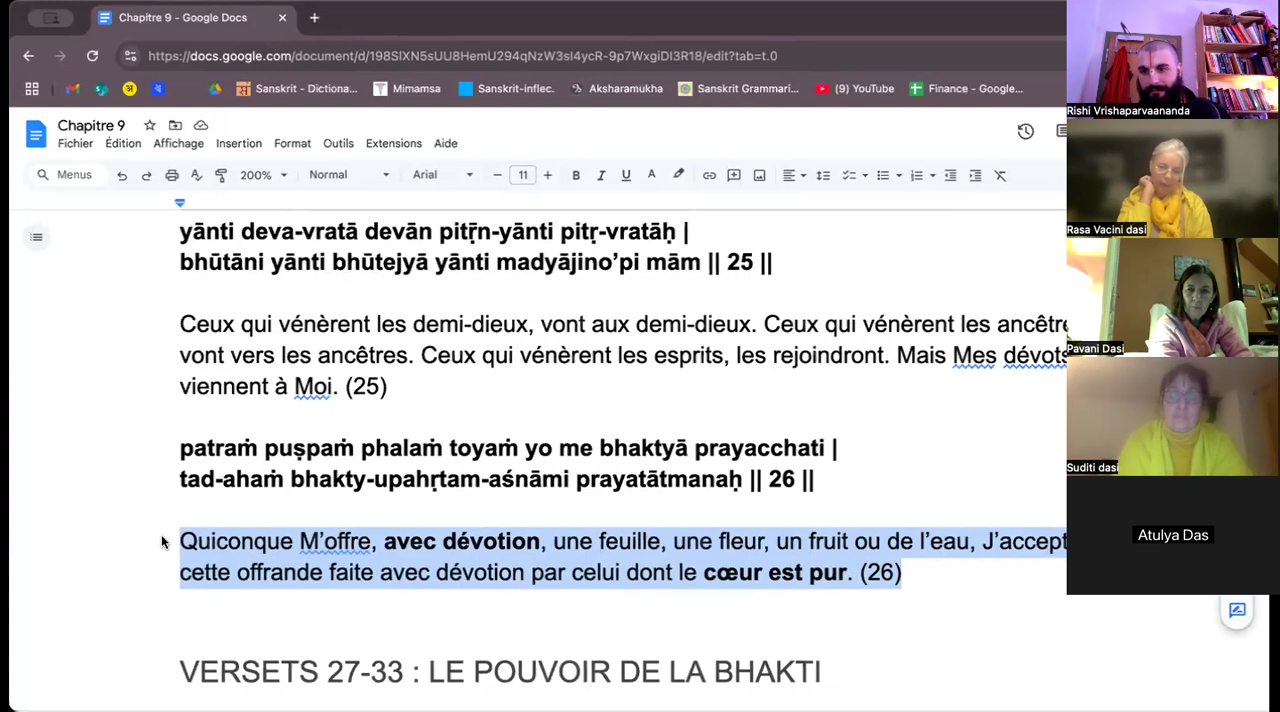 Chapitre 9 - Google Docs
https://docs.google.com/document/d/198SlXN5sUU8HemU294qNzW3sl4ycR-9p7WxgiDI3R18/edit?tab=t.0
Sanskrit - Dictiona... Mimamsa Sanskrit-inflec. Aksharamukha Sanskrit Grammari... (9) YouTube Finance - Google...
Chapitre 9
Fichier Édition Affichage Insertion Format Outils Extensions Aide
Menus 200% Normal Arial 11
yānti deva-vratā devān pitṝn-yānti pitṛ-vratāḥ |
bhūtāni yānti bhūtejyā yānti madyājino’pi mām || 25 ||
Ceux qui vénèrent les demi-dieux, vont aux demi-dieux. Ceux qui vénèrent les ancêtre
vont vers les ancêtres. Ceux qui vénèrent les esprits, les rejoindront. Mais Mes dévots
viennent à Moi. (25)
patraṁ puṣpaṁ phalaṁ toyaṁ yo me bhaktyā prayacchati |
tad-ahaṁ bhakty-upahṛtam-aśnāmi prayatātmanaḥ || 26 ||
Quiconque M’offre, avec dévotion, une feuille, une fleur, un fruit ou de l’eau, J’accept
cette offrande faite avec dévotion par celui dont le cœur est pur. (26)
VERSETS 27-33 : LE POUVOIR DE LA BHAKTI
Rishi Vrishaparvaananda
Rasa Vacini dasi
Pavani Dasi
Suditi dasi
Atulya Das